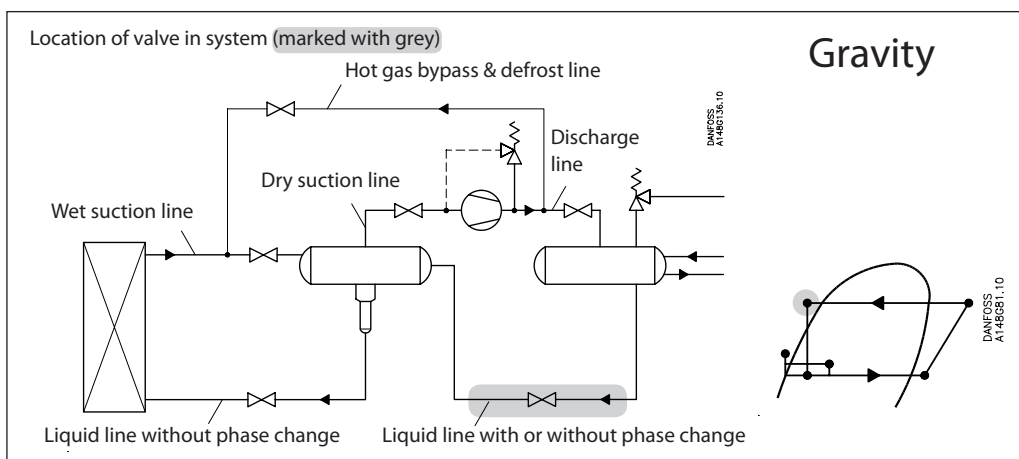 Location of valve in system (marked with grey)
Gravity
Hot gas bypass & defrost line
DANFOSS
A148G136.10
Discharge
line
Dry suction line
Wet suction line
DANFOSS
A148G81.10
Liquid line without phase change
Liquid line with or without phase change